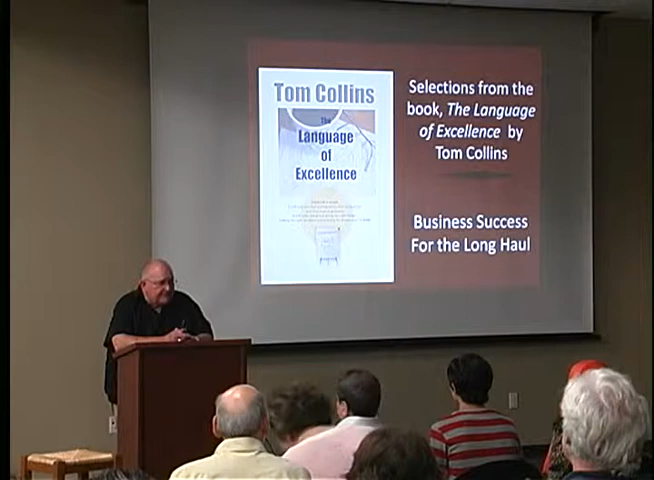 Tom Collins
The
Language
of
Excellence
Selections from the
book, The Language
of Excellence by
Tom Collins
Business Success
For the Long Haul